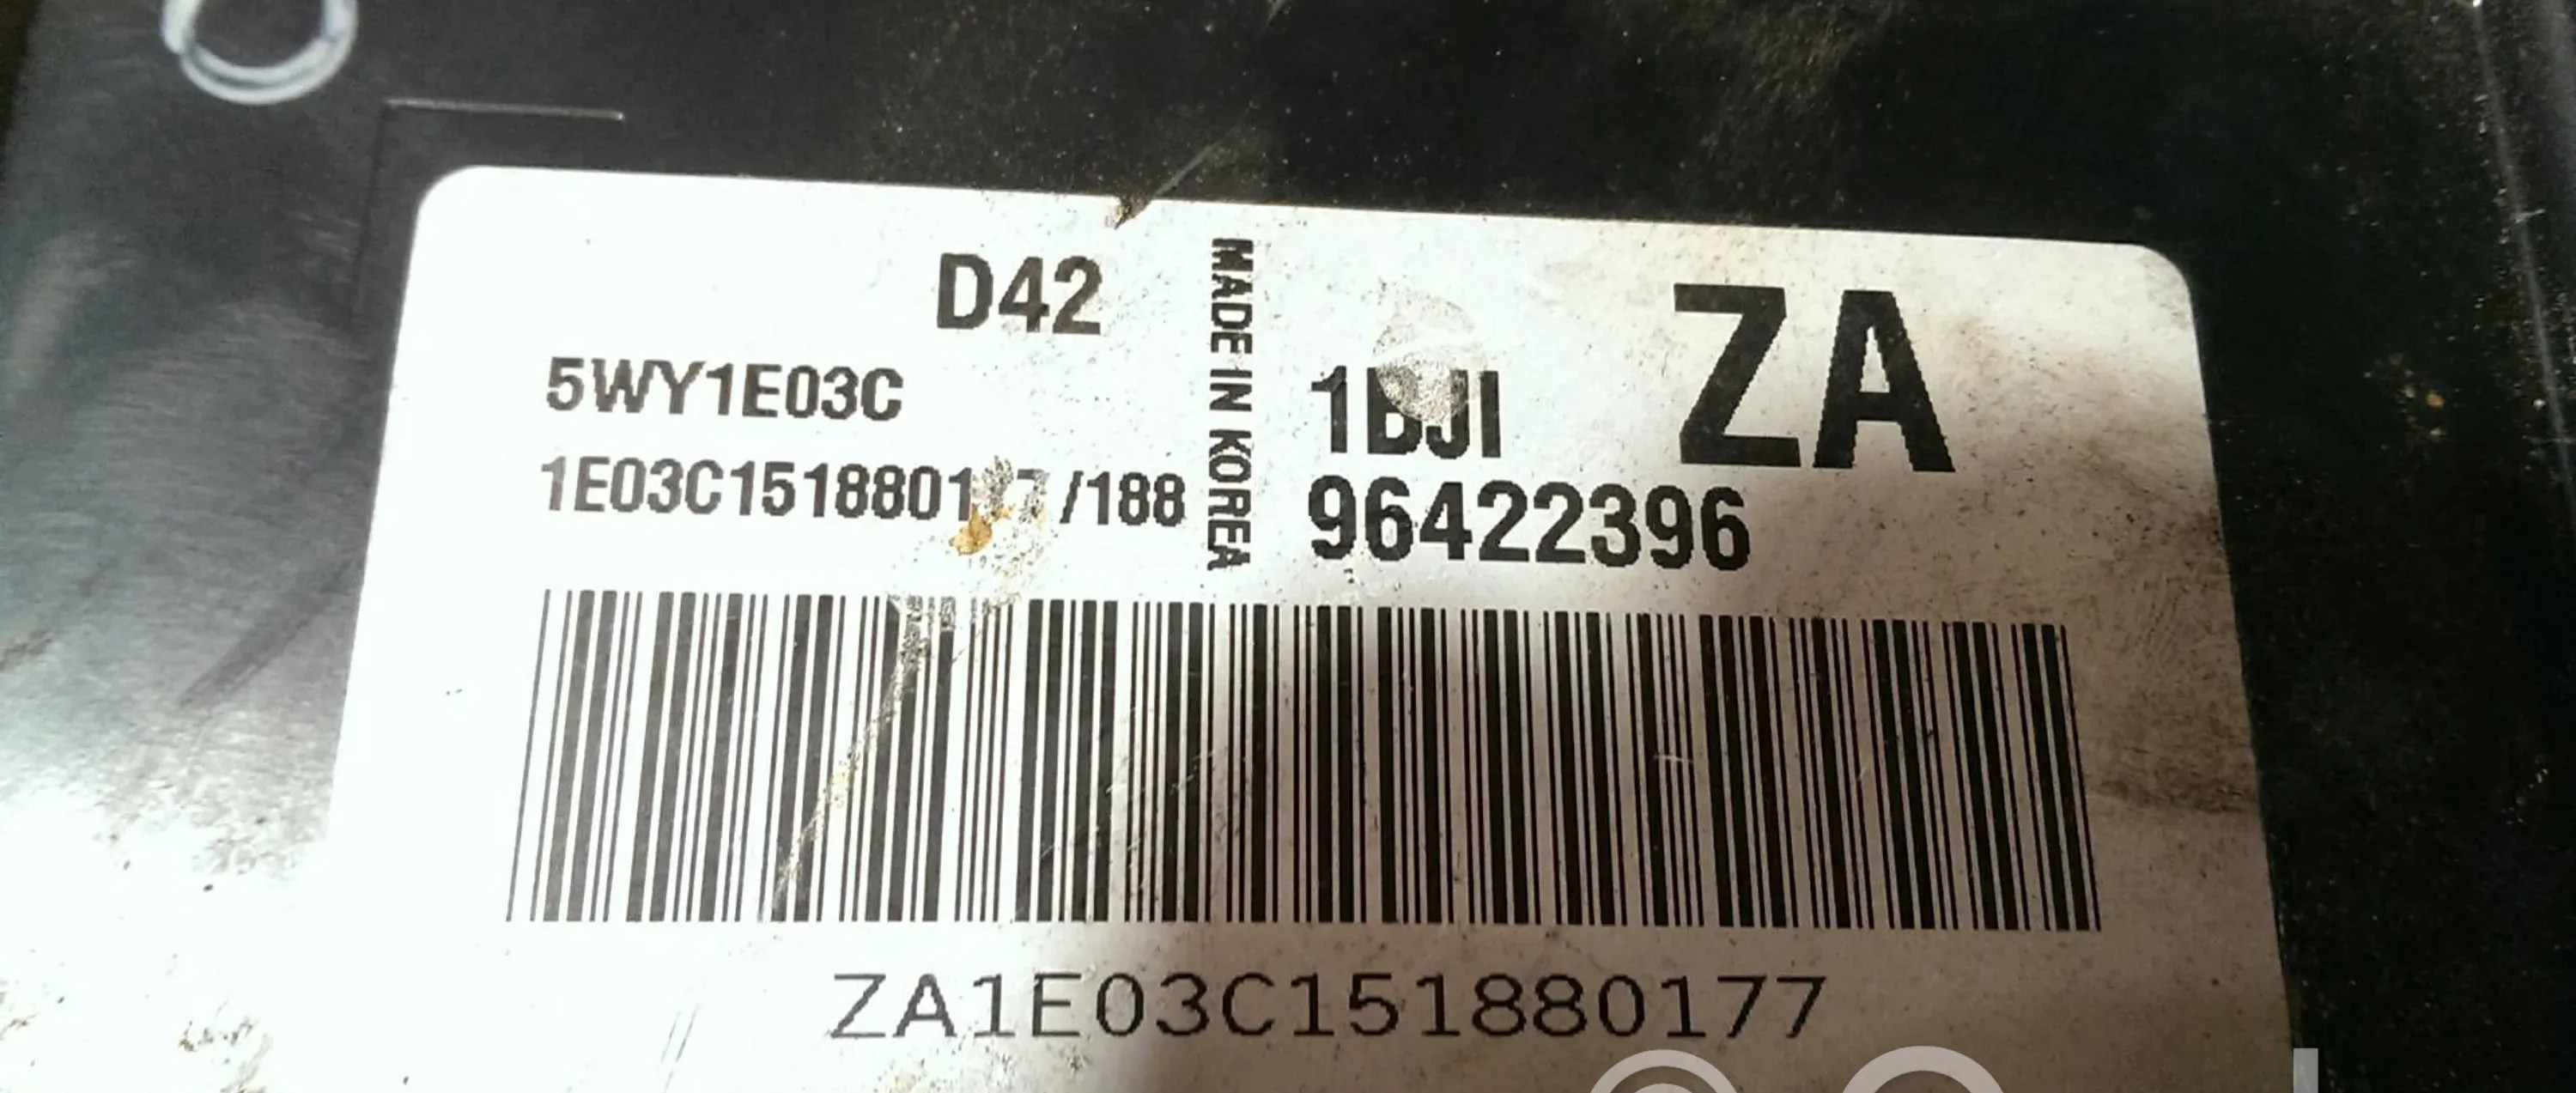 D42
5WY1E03C
1E03C151880177 /188
MADE IN KOREA
ZA
1BJI
96422396
ZA1E03C151880177